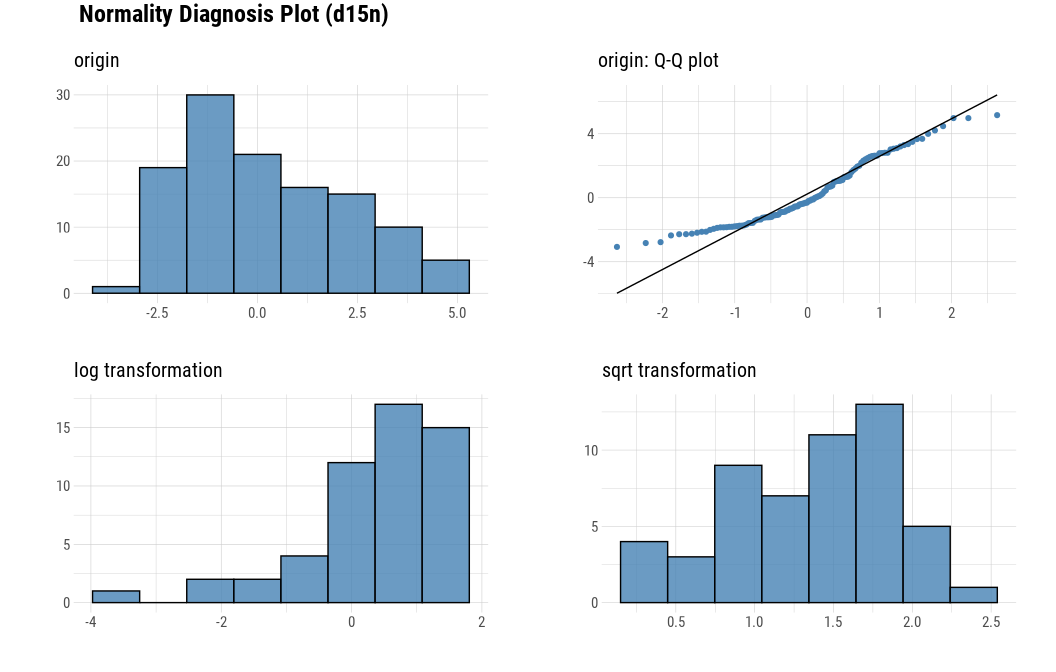 Normality Diagnosis Plot (d15n)
origin
30
20
10
0
-2.5 0.0 2.5 5.0
origin: Q-Q plot
4
0
-4
-2 -1 0 1 2
log transformation
15
10
5
0
-4 -2 0 2
sqrt transformation
10
5
0
0.5 1.0 1.5 2.0 2.5